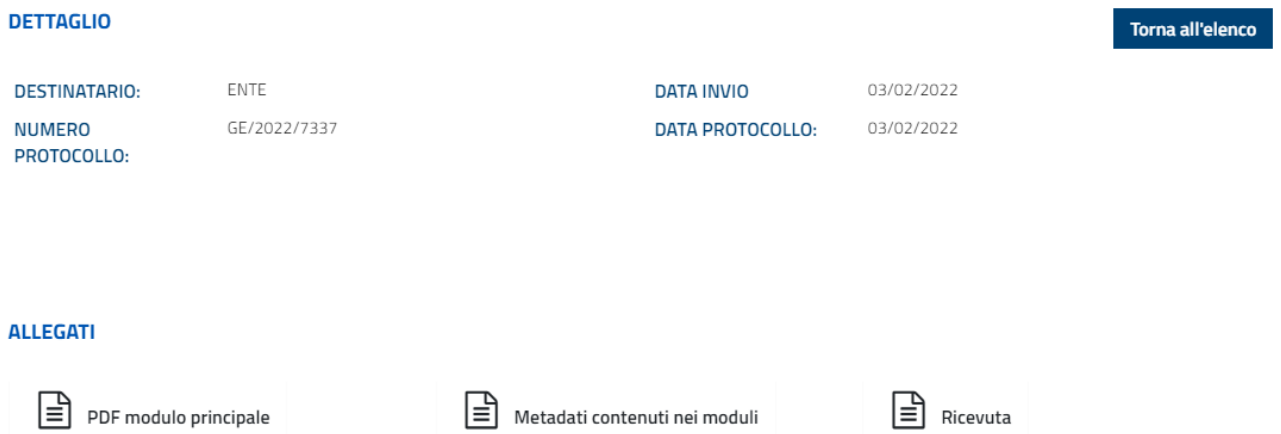 DETTAGLIO
Torna all'elenco
DESTINATARIO: ENTE DATA INVIO 03/02/2022
NUMERO PROTOCOLLO: GE/2022/7337 DATA PROTOCOLLO: 03/02/2022
ALLEGATI
PDF modulo principale Metadati contenuti nei moduli Ricevuta